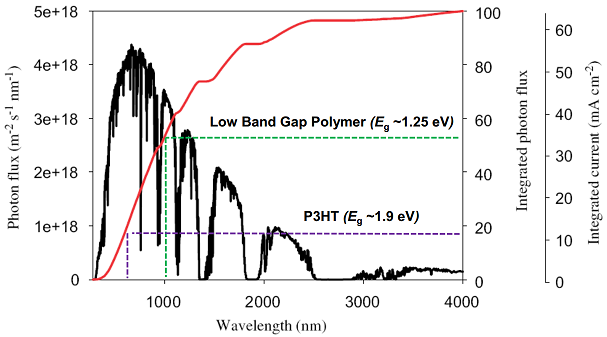 5e+18
4e+18
3e+18
2e+18
1e+18
0
Photon flux (m⁻² s⁻¹ nm⁻¹)
1000
2000
3000
4000
Wavelength (nm)
Low Band Gap Polymer (Eg ~1.25 eV)
P3HT (Eg ~1.9 eV)
100
80
60
40
20
0
Integrated photon flux
60
50
40
30
20
10
0
Integrated current (mA cm⁻²)